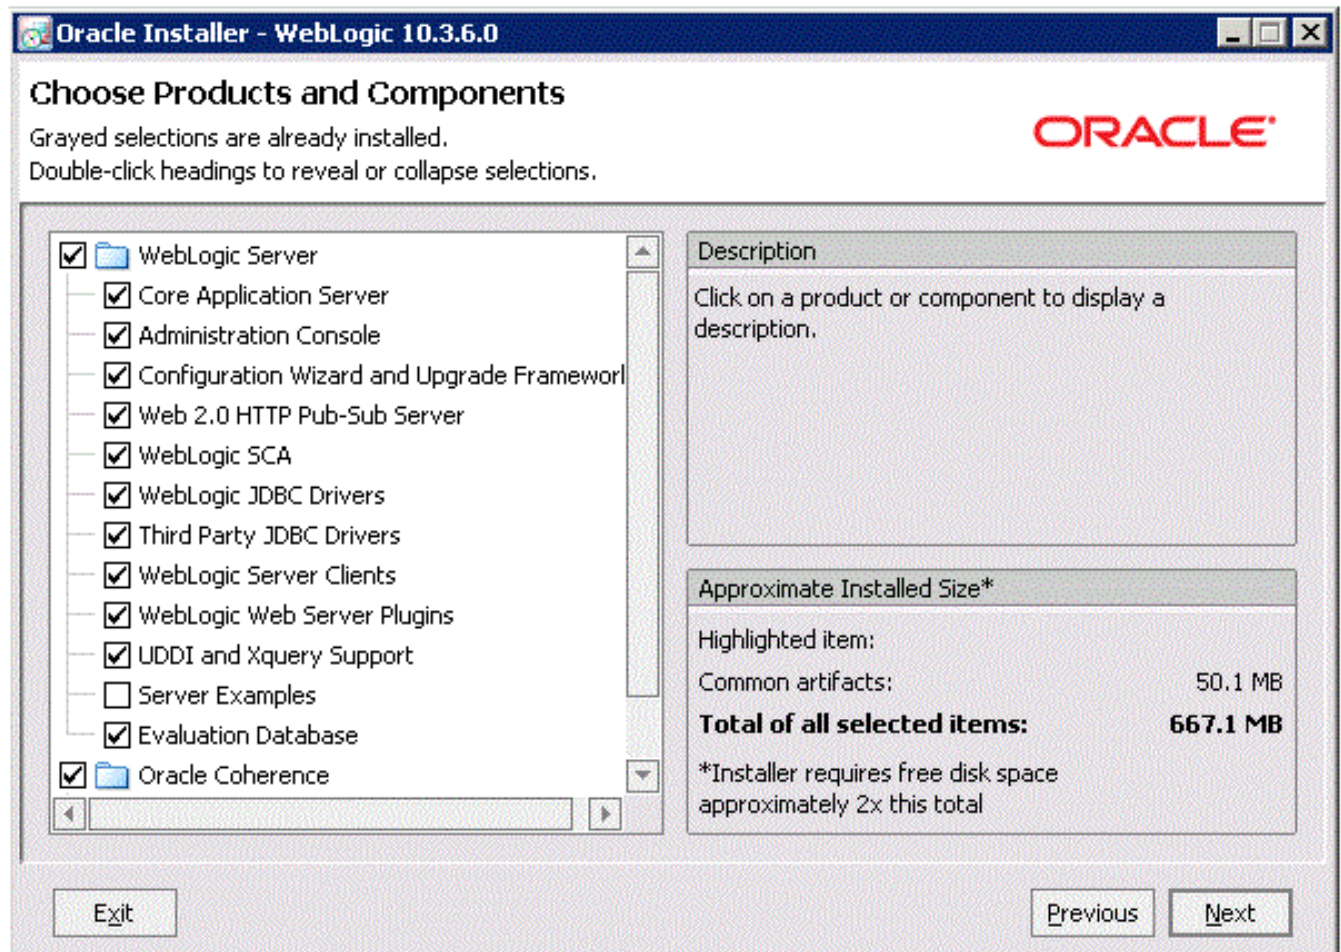 Oracle Installer - WebLogic 10.3.6.0
Choose Products and Components
Grayed selections are already installed.
Double-click headings to reveal or collapse selections.
ORACLE
WebLogic Server
Core Application Server
Administration Console
Configuration Wizard and Upgrade Framework
Web 2.0 HTTP Pub-Sub Server
WebLogic SCA
WebLogic JDBC Drivers
Third Party JDBC Drivers
WebLogic Server Clients
WebLogic Web Server Plugins
UDDI and Xquery Support
Server Examples
Evaluation Database
Oracle Coherence
Description
Click on a product or component to display a
description.
Approximate Installed Size*
Highlighted item:
Common artifacts: 50.1 MB
Total of all selected items: 667.1 MB
*Installer requires free disk space
approximately 2x this total
Exit
Previous
Next